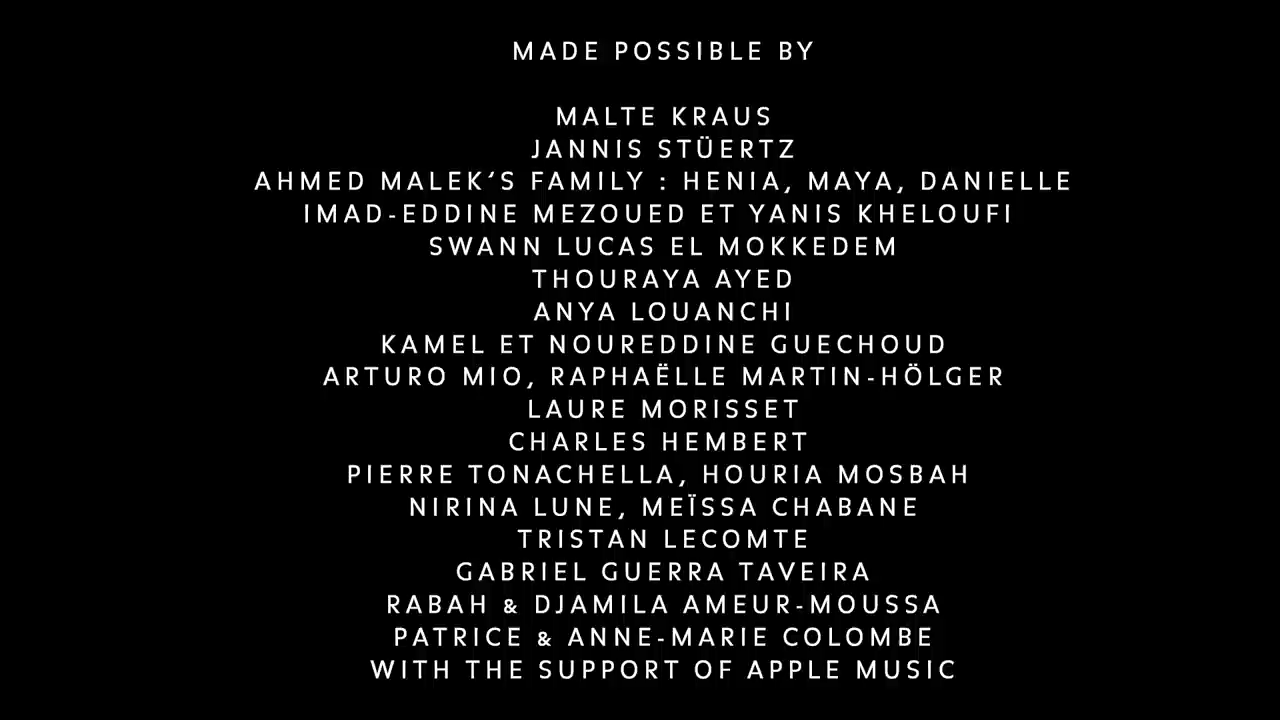 MADE POSSIBLE BY
MALTE KRAUS
JANNIS STÜERTZ
AHMED MALEK’S FAMILY : HENIA, MAYA, DANIELLE
IMAD-EDDINE MEZOUED ET YANIS KHELOUFI
SWANN LUCAS EL MOKKEDEM
THOURAYA AYED
ANYA LOUANCHI
KAMEL ET NOUREDDINE GUECHOUD
ARTURO MIO, RAPHAËLLE MARTIN-HÖLGER
LAURE MORISSET
CHARLES HEMBERT
PIERRE TONACHELLA, HOURIA MOSBAH
NIRINA LUNE, MEÏSSA CHABANE
TRISTAN LECOMTE
GABRIEL GUERRA TAVEIRA
RABAH & DJAMILA AMEUR-MOUSSA
PATRICE & ANNE-MARIE COLOMBE
WITH THE SUPPORT OF APPLE MUSIC